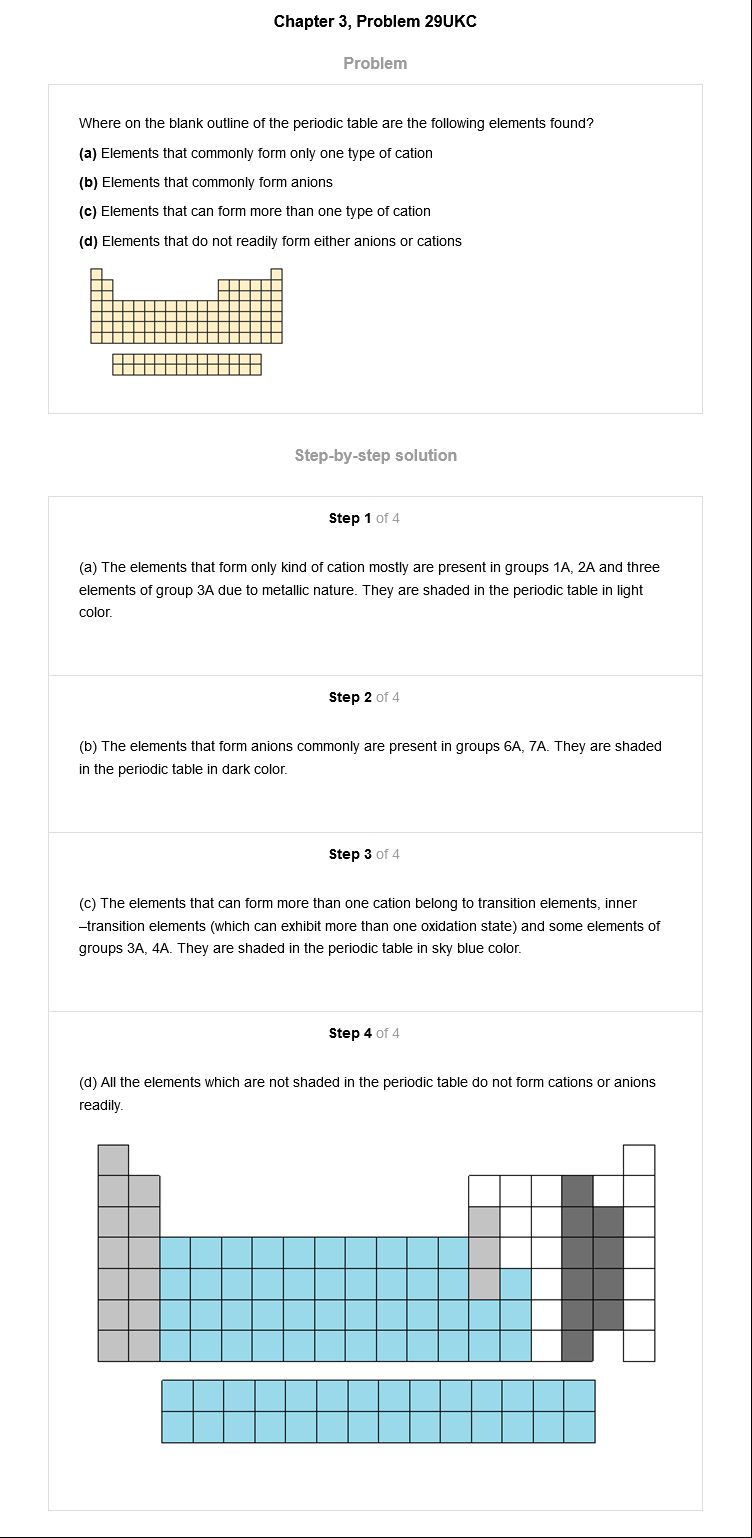 Chapter 3, Problem 29UKC
Problem
Where on the blank outline of the periodic table are the following elements found?
(a) Elements that commonly form only one type of cation
(b) Elements that commonly form anions
(c) Elements that can form more than one type of cation
(d) Elements that do not readily form either anions or cations
Step-by-step solution
Step 1 of 4
(a) The elements that form only kind of cation mostly are present in groups 1A, 2A and three
elements of group 3A due to metallic nature. They are shaded in the periodic table in light
color.
Step 2 of 4
(b) The elements that form anions commonly are present in groups 6A, 7A. They are shaded
in the periodic table in dark color.
Step 3 of 4
(c) The elements that can form more than one cation belong to transition elements, inner
–transition elements (which can exhibit more than one oxidation state) and some elements of
groups 3A, 4A. They are shaded in the periodic table in sky blue color.
Step 4 of 4
(d) All the elements which are not shaded in the periodic table do not form cations or anions
readily.